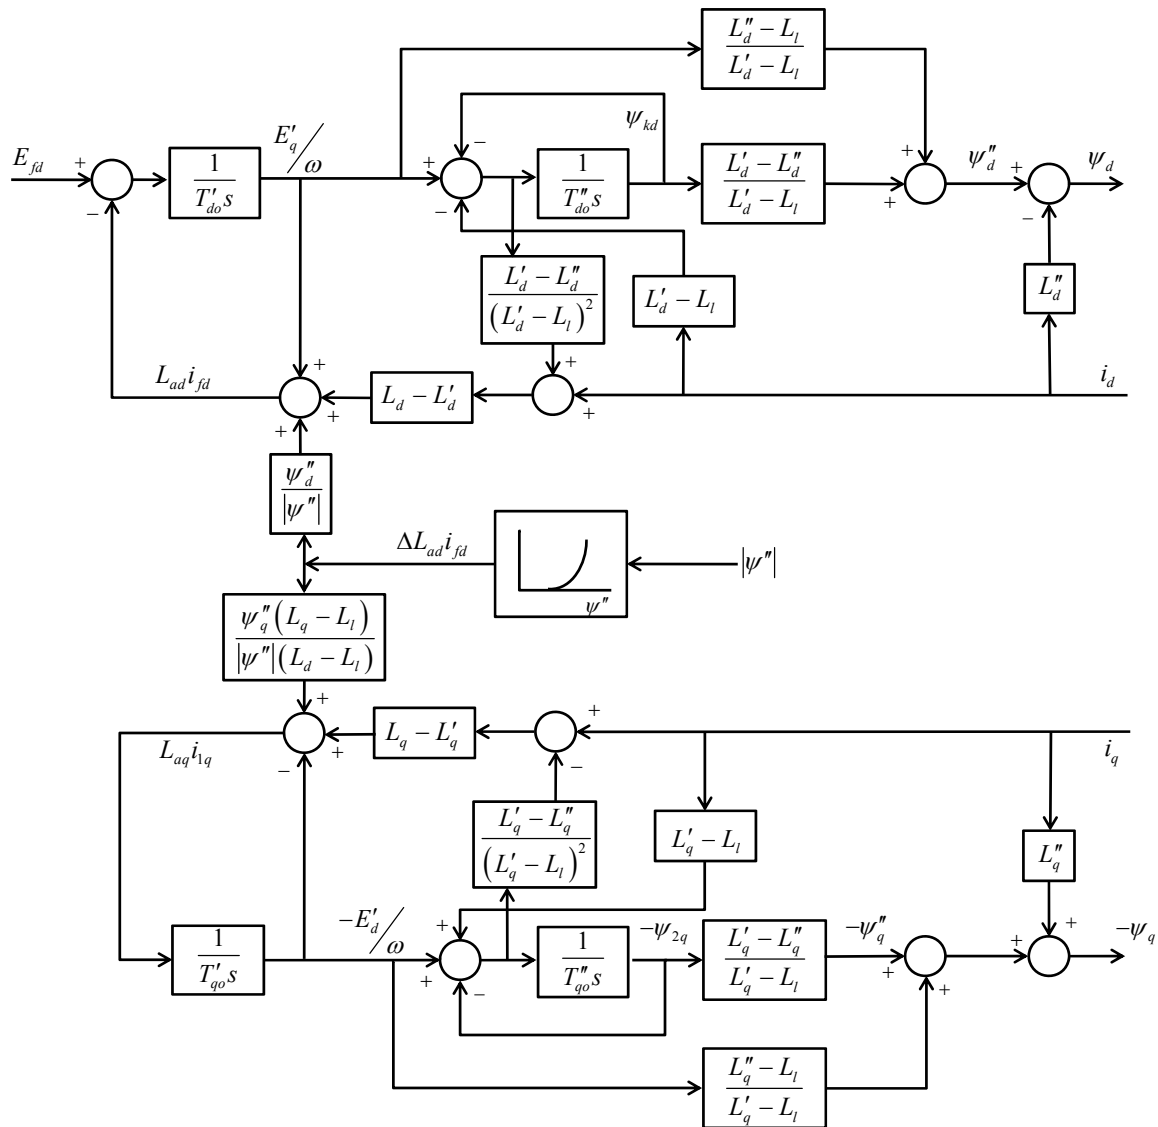 L″_d − L_l
L′_d − L_l
ψ_kd
E_fd
+
−
1
T′_do s
E′_q/ω
+
−
−
1
T″_do s
L′_d − L″_d
L′_d − L_l
+
+
ψ″_d
+
−
ψ_d
L′_d − L″_d
(L′_d − L_l)²
L′_d − L_l
L″_d
L_ad i_fd
+
+
+
L_d − L′_d
+
+
i_d
ψ″_d
|ψ″|
ΔL_ad i_fd
ψ″
|ψ″|
ψ″_q (L_q − L_l)
|ψ″| (L_d − L_l)
+
+
−
L_aq i_1q
L_q − L′_q
+
−
i_q
L′_q − L″_q
(L′_q − L_l)²
L′_q − L_l
L″_q
1
T′_qo s
−E′_d/ω
+
+
−
1
T″_qo s
−ψ_2q
L′_q − L″_q
L′_q − L_l
−ψ″_q
+
+
+
+
−ψ_q
L″_q − L_l
L′_q − L_l